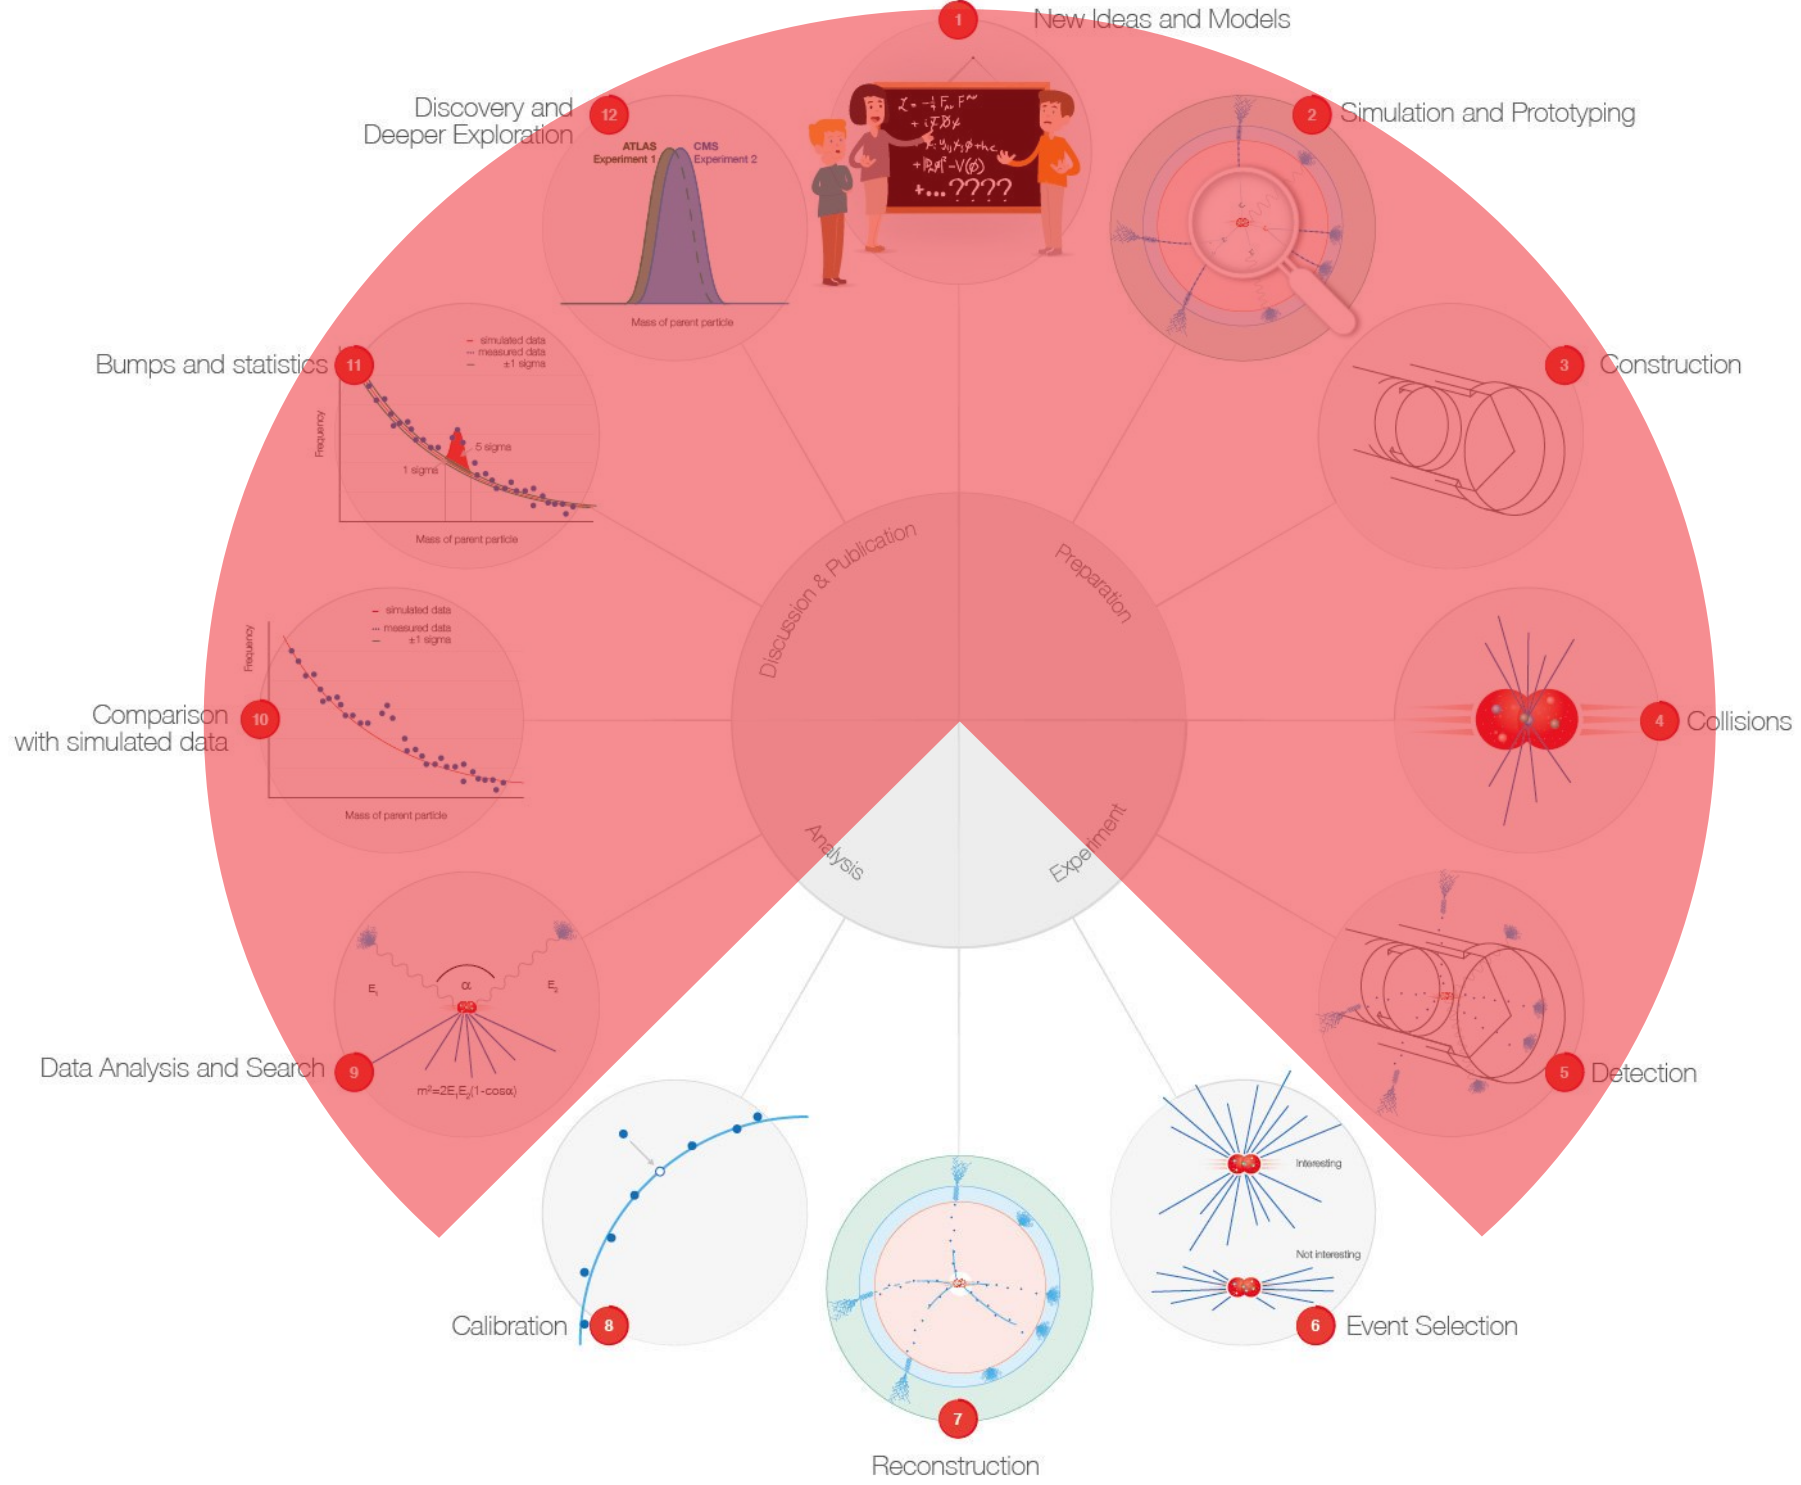 1
New Ideas and Models
2
Simulation and Prototyping
3
Construction
4
Collisions
5
Detection
Interesting
Not interesting
6
Event Selection
7
Reconstruction
8
Calibration
E₁
α
E₂
m²=2E₁E₂(1-cosα)
9
Data Analysis and Search
simulated data
measured data
±1 sigma
Frequency
Mass of parent particle
10
Comparison
with simulated data
simulated data
measured data
±1 sigma
Frequency
5 sigma
1 sigma
Mass of parent particle
11
Bumps and statistics
12
Discovery and
Deeper Exploration
ATLAS
Experiment 1
CMS
Experiment 2
Mass of parent particle
+...????
Discussion & Publication
Preparation
Analysis
Experiment